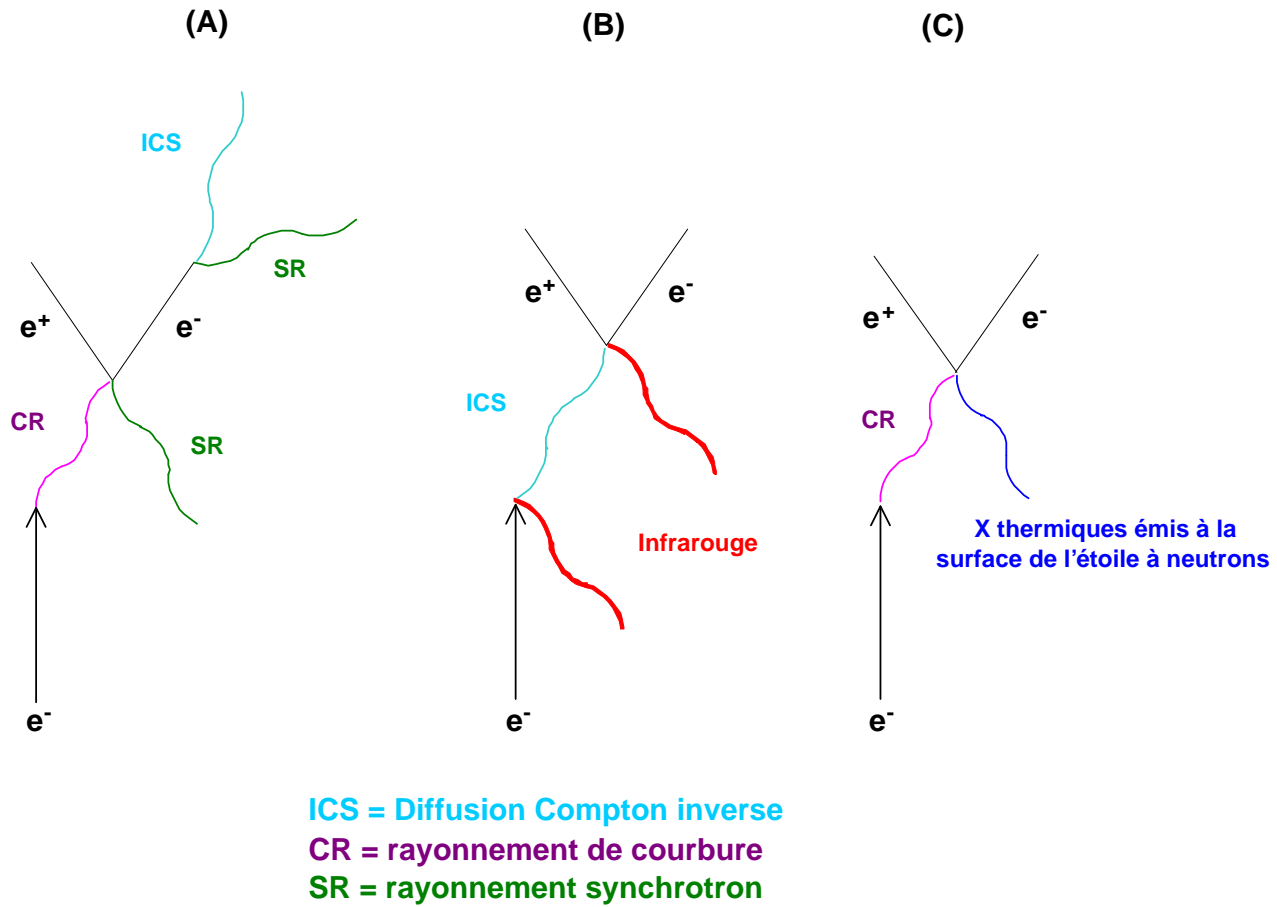 (A)
ICS
SR
e+
e-
CR
SR
e-
(B)
e+
e-
ICS
Infrarouge
e-
(C)
e+
e-
CR
X thermiques émis à la
surface de l'étoile à neutrons
e-
ICS = Diffusion Compton inverse
CR = rayonnement de courbure
SR = rayonnement synchrotron